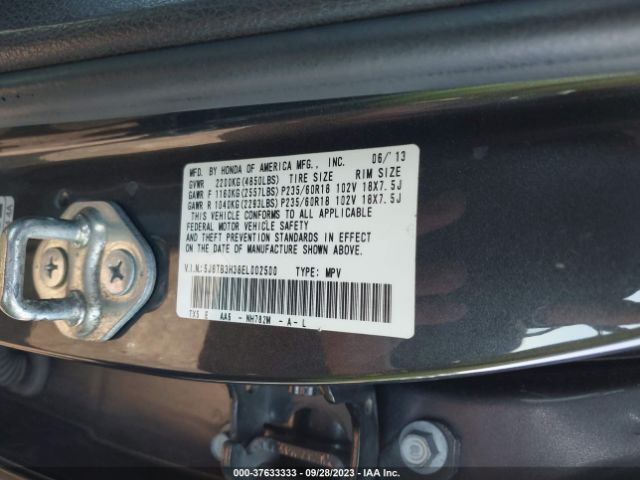 MFD. BY HONDA OF AMERICA MFG., INC. 06/'13
GVWR 2200KG(4850LBS) TIRE SIZE RIM SIZE
GAWR F 1160KG(2557LBS) P235/60R18 102V 18X7.5J
GAWR R 1040KG(2293LBS) P235/60R18 102V 18X7.5J
THIS VEHICLE CONFORMS TO ALL APPLICABLE
FEDERAL MOTOR VEHICLE SAFETY
AND THEFT PREVENTION STANDARDS IN EFFECT
ON THE DATE OF MANUFACTURE SHOWN ABOVE.
V.I.N:5J8TB3H38EL002500 TYPE: MPV
TX5 E AA6 - NH782M - A - L
000-37633333 - 09/28/2023 - IAA Inc.